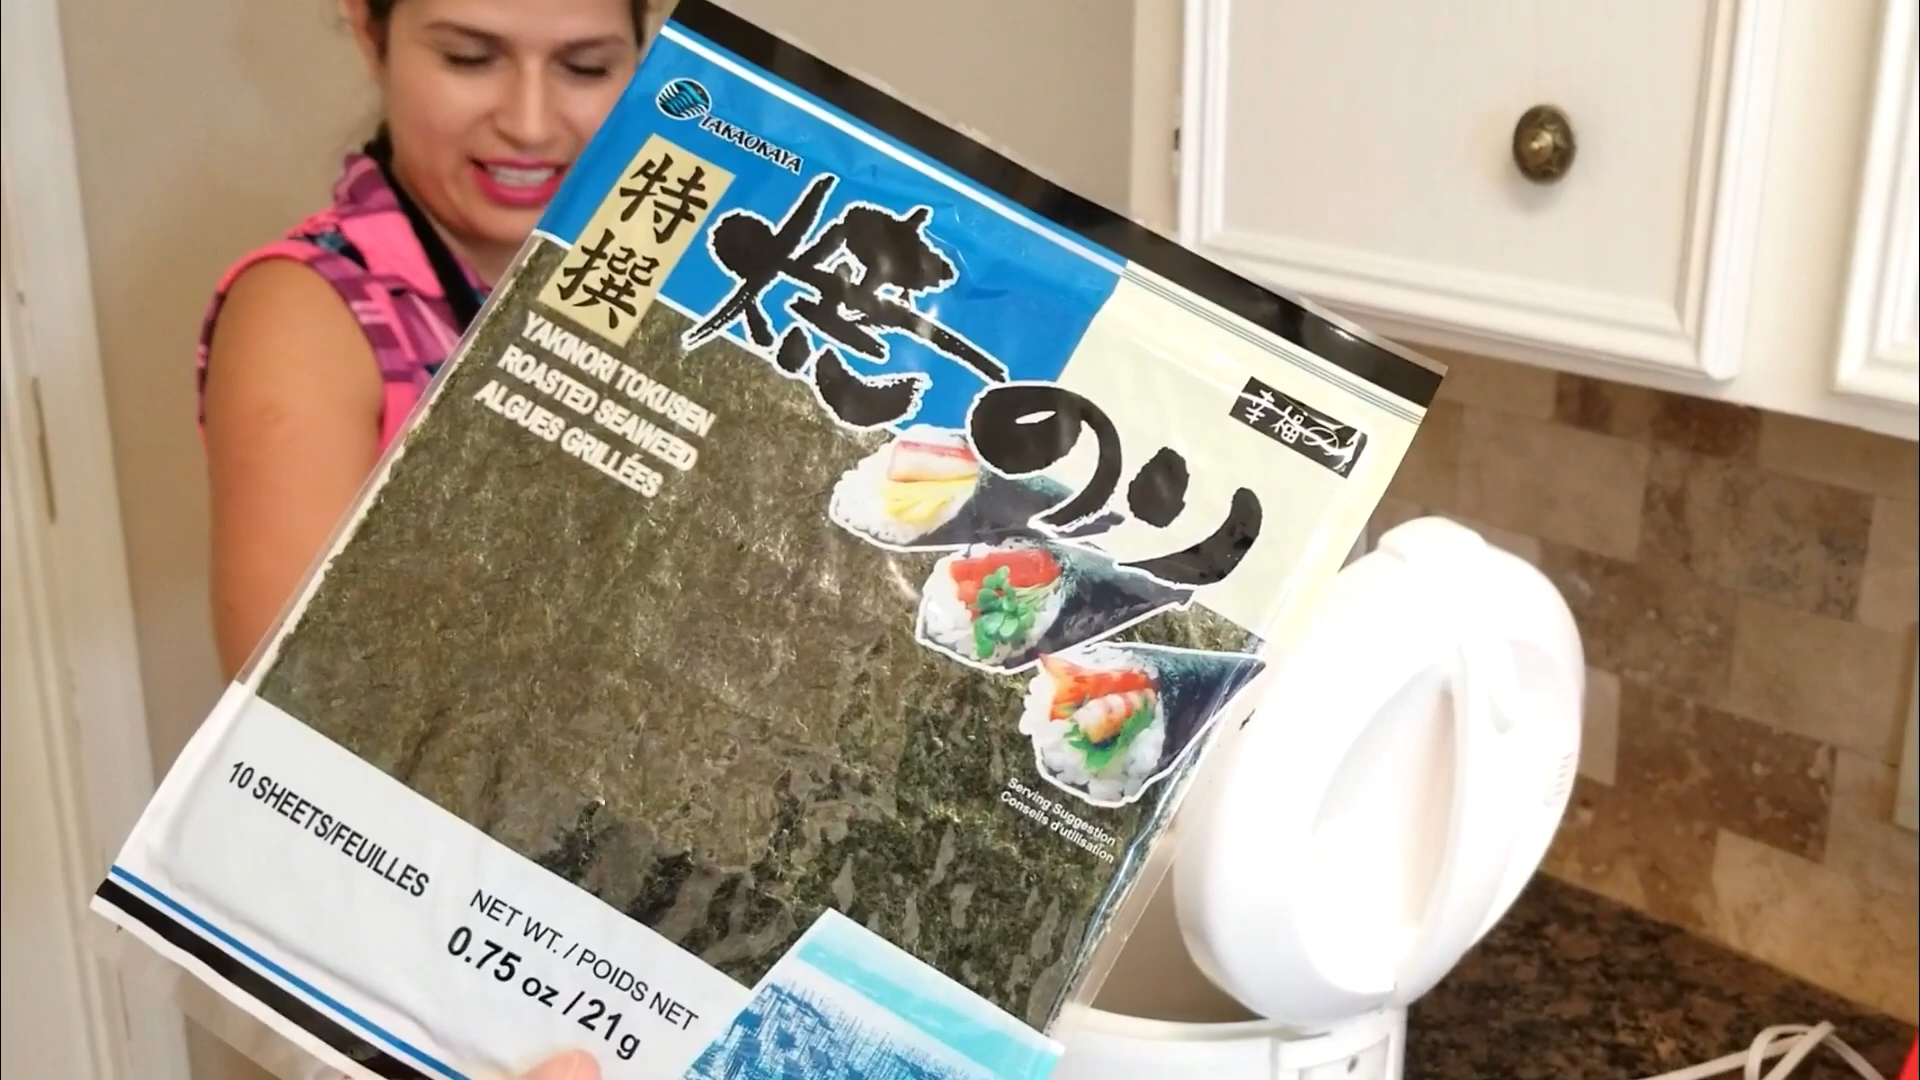 TAKAOKAYA
特撰
焼のり
幸福の
YAKINORI TOKUSEN
ROASTED SEAWEED
ALGUES GRILLÉES
Serving Suggestion
Conseils d'utilisation
10 SHEETS/FEUILLES
NET WT. / POIDS NET
0.75 oz / 21 g